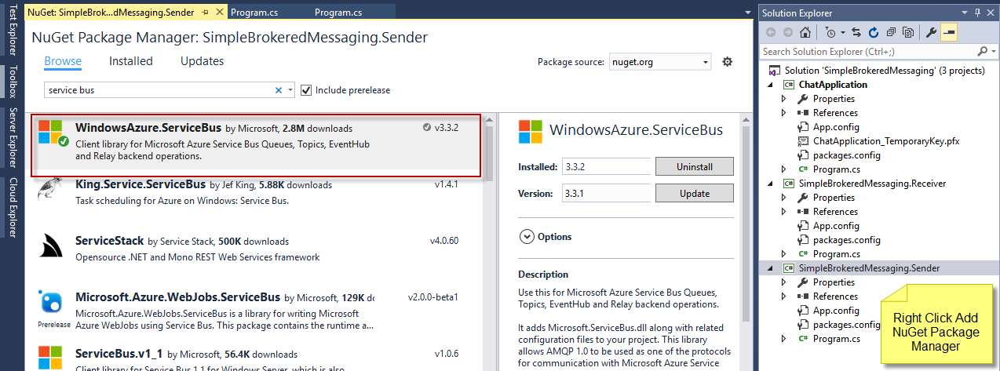 Test Explorer
Toolbox
Server Explorer
Cloud Explorer
NuGet: SimpleBrok...dMessaging.Sender
Program.cs
Program.cs
NuGet Package Manager: SimpleBrokeredMessaging.Sender
Browse
Installed
Updates
Package source:
nuget.org
service bus
Include prerelease
WindowsAzure.ServiceBus by Microsoft, 2.8M downloads
v3.3.2
Client library for Microsoft Azure Service Bus Queues, Topics, EventHub
and Relay backend operations.
King.Service.ServiceBus by Jef King, 5.88K downloads
v1.4.1
Task scheduling for Azure on Windows: Service Bus.
ServiceStack by Service Stack, 500K downloads
v4.0.60
Opensource .NET and Mono REST Web Services framework
Microsoft.Azure.WebJobs.ServiceBus by Microsoft, 129K dc
v2.0.0-beta1
Prerelease
Microsoft.Azure.WebJobs.ServiceBus is a library for writing Microsoft
Azure WebJobs using Service Bus. This package contains the runtime a...
ServiceBus.v1_1 by Microsoft, 56.4K downloads
v1.0.6
Client library for Service Bus 1.1 for Windows Server, which is also
WindowsAzure.ServiceBus
Installed:
3.3.2
Uninstall
Version:
3.3.1
Update
Options
Description
Use this for Microsoft Azure Service Bus Queues,
Topics, EventHub and Relay backend operations.
It adds Microsoft.ServiceBus.dll along with related
configuration files to your project. This library
allows AMQP 1.0 to be used as one of the protocols
for communication with Microsoft Azure Service
Solution Explorer
Search Solution Explorer (Ctrl+;)
Solution 'SimpleBrokeredMessaging' (3 projects)
C# ChatApplication
Properties
References
App.config
ChatApplication_TemporaryKey.pfx
packages.config
C# Program.cs
C# SimpleBrokeredMessaging.Receiver
Properties
References
App.config
packages.config
C# Program.cs
C# SimpleBrokeredMessaging.Sender
Properties
References
App.config
packages.config
C# Program.cs
Right Click Add
NuGet Package
Manager